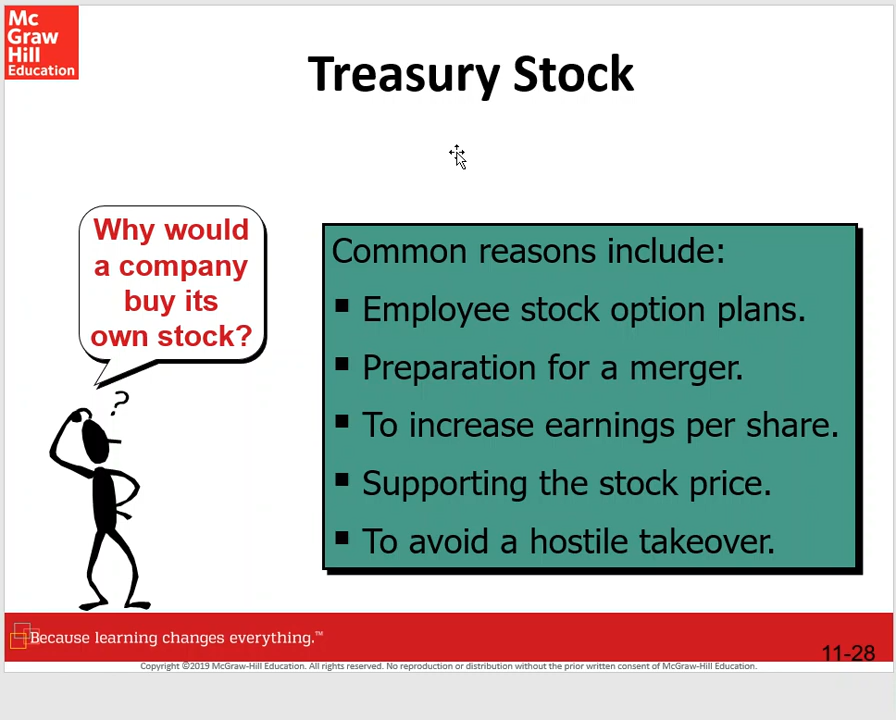 Mc
Graw
Hill
Education
Treasury Stock
Why would
a company
buy its
own stock?
?
Common reasons include:
▪ Employee stock option plans.
▪ Preparation for a merger.
▪ To increase earnings per share.
▪ Supporting the stock price.
▪ To avoid a hostile takeover.
Because learning changes everything.™
11-28
Copyright ©2019 McGraw-Hill Education. All rights reserved. No reproduction or distribution without the prior written consent of McGraw-Hill Education.